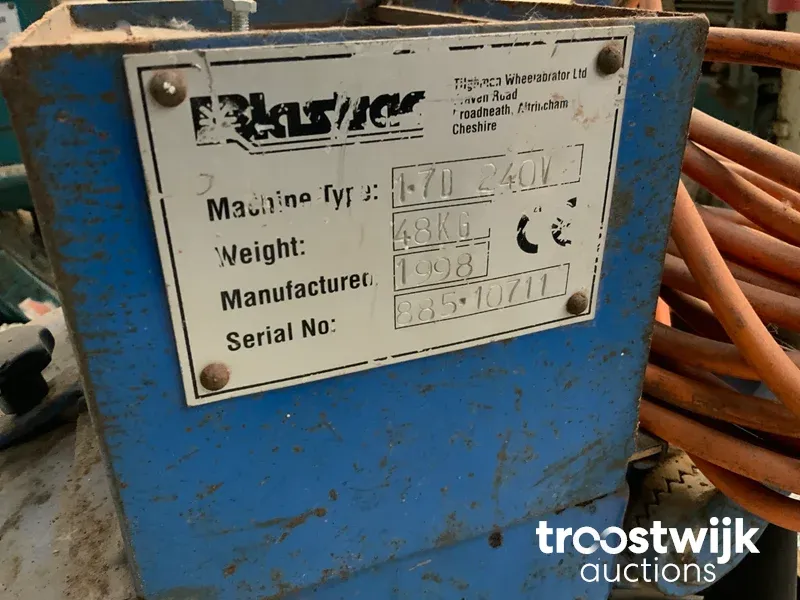 Blastrac
Tilghman Wheelabrator Ltd
Road
Broadheath, Altrincham
Cheshire
Machine Type: 1·7D 240V
Weight: 48KG
CE
Manufactured: 1998
Serial No: 885·10711
troostwijk
auctions